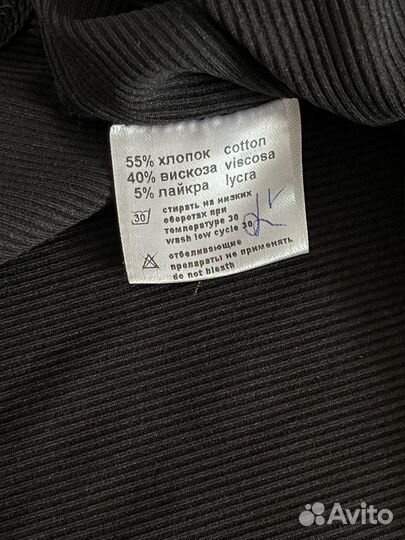 55% хлопок cotton
40% вискоза viscosa
5% лайкра lycra
30 стирать на низких
оборотах при
температуре 30
wash low cycle 30
отбеливающие
препараты не применять
do not bleath
Avito